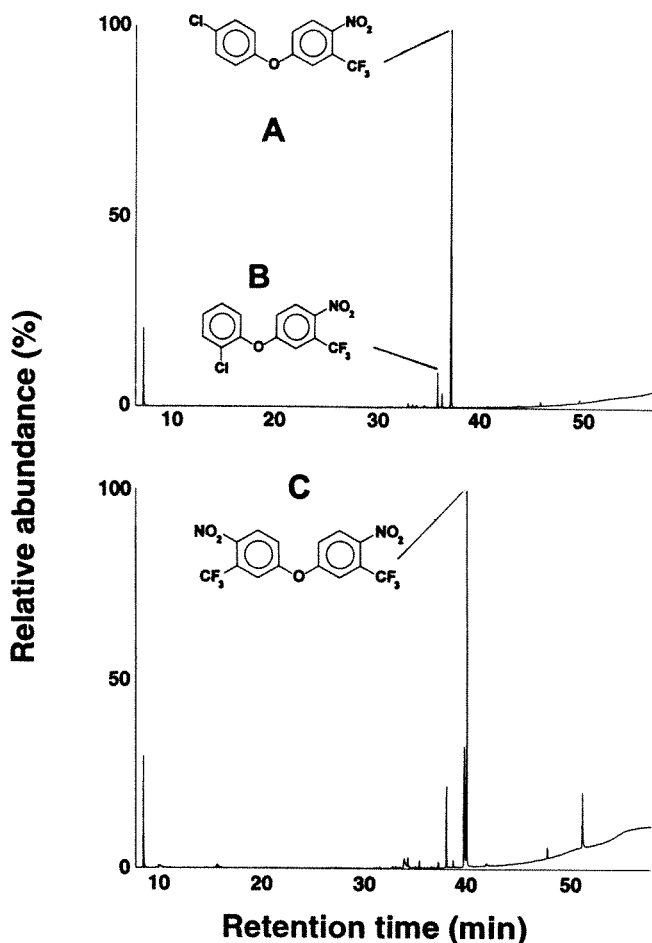 100
Cl
NO2
O
CF3
A
50
B
NO2
O
CF3
Cl
0
10 20 30 40 50
Relative abundance (%)
100
C
NO2
NO2
CF3
O
CF3
50
0
10 20 30 40 50
Retention time (min)